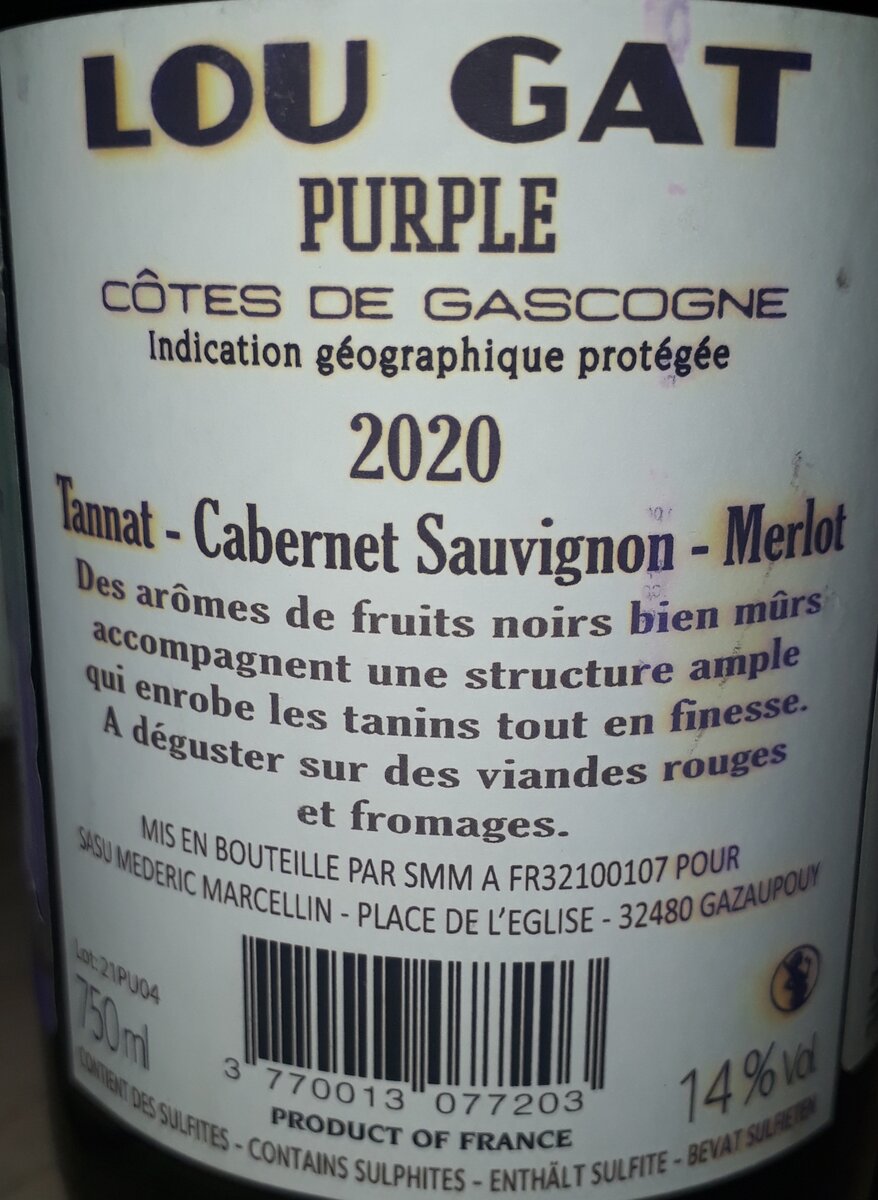 LOU GAT
PURPLE
CÔTES DE GASCOGNE
Indication géographique protégée
2020
Tannat - Cabernet Sauvignon - Merlot
Des arômes de fruits noirs bien mûrs
accompagnent une structure ample
qui enrobe les tanins tout en finesse.
A déguster sur des viandes rouges
et fromages.
MIS EN BOUTEILLE PAR SMM A FR32100107 POUR
SASU MEDERIC MARCELLIN - PLACE DE L'EGLISE - 32480 GAZAUPOUY
Lot: 21PU04
750 ml
3 770013 077203
14 % Vol
PRODUCT OF FRANCE
CONTIENT DES SULFITES - CONTAINS SULPHITES - ENTHÄLT SULFITE - BEVAT SULFIETEN